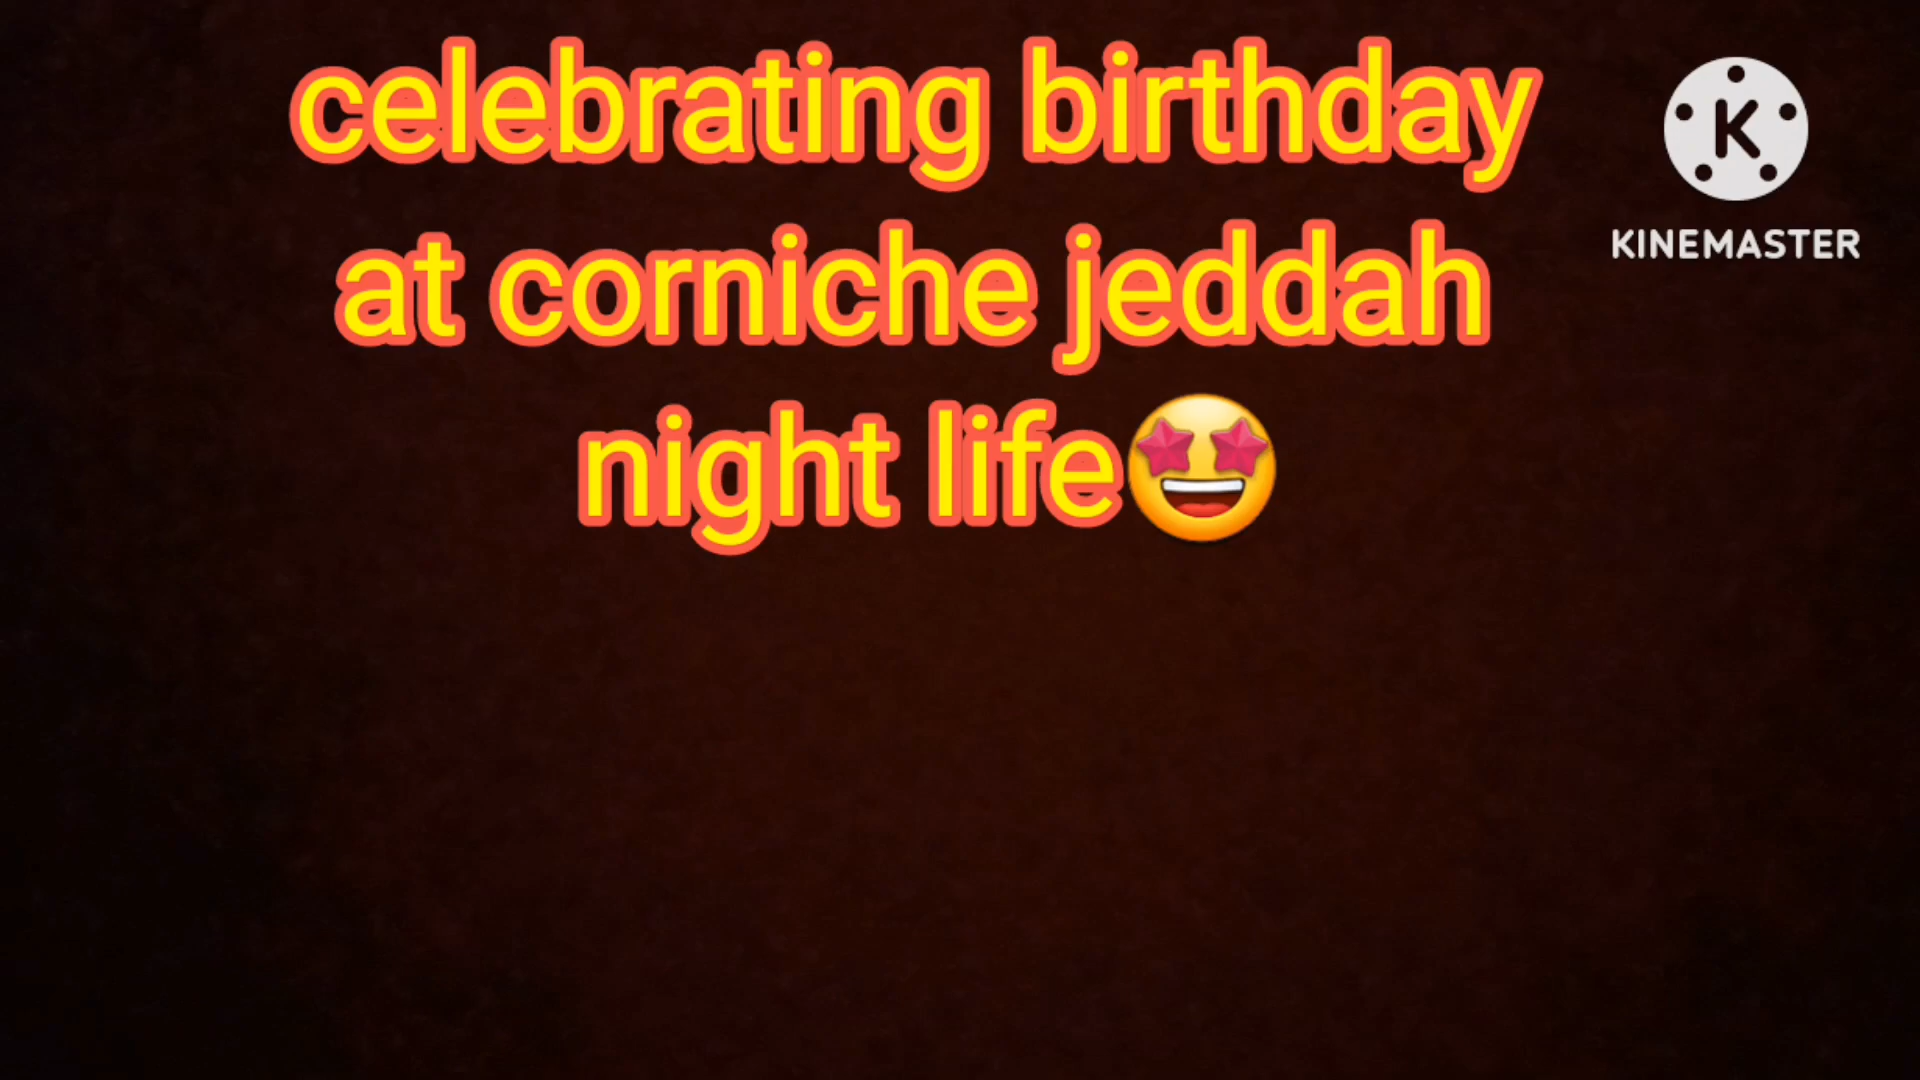 celebrating birthday
at corniche jeddah
night life🤩
K
KINEMASTER